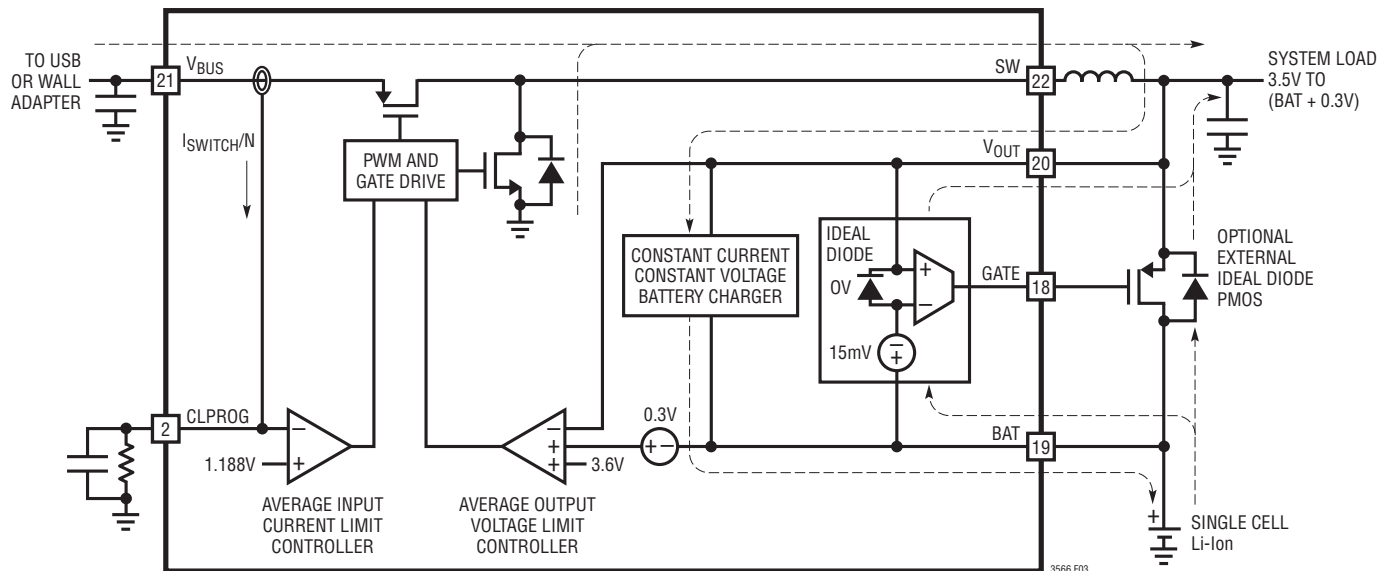 TO USB
OR WALL
ADAPTER
21
VBUS
SW
22
SYSTEM LOAD
3.5V TO
(BAT + 0.3V)
ISWITCH/N
PWM AND
GATE DRIVE
VOUT
20
CONSTANT CURRENT
CONSTANT VOLTAGE
BATTERY CHARGER
IDEAL
DIODE
0V
+
−
−
+
15mV
GATE
18
OPTIONAL
EXTERNAL
IDEAL DIODE
PMOS
2
CLPROG
−
+
1.188V
AVERAGE INPUT
CURRENT LIMIT
CONTROLLER
−
+
+
3.6V
AVERAGE OUTPUT
VOLTAGE LIMIT
CONTROLLER
0.3V
+ −
BAT
19
+
SINGLE CELL
Li-Ion
3566 F03